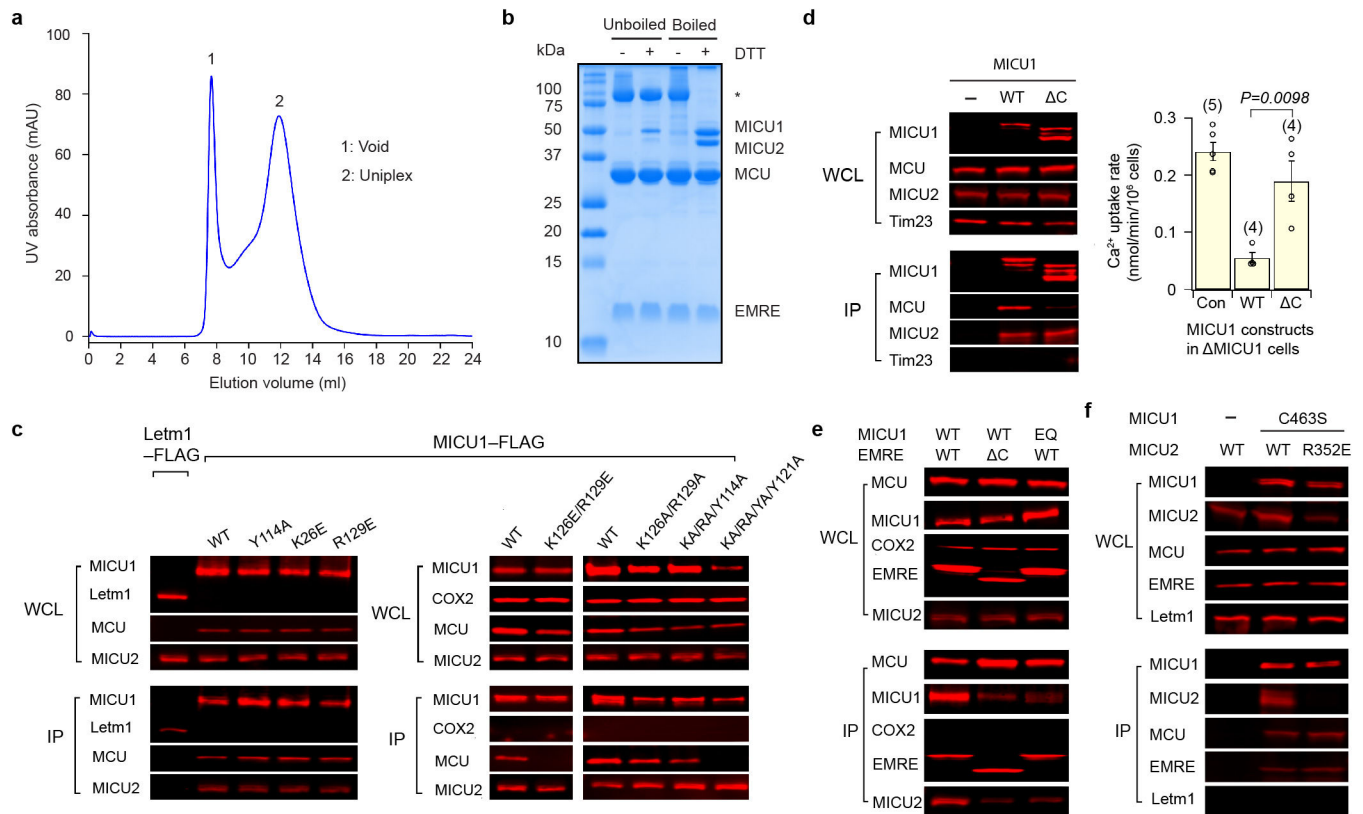 a
100
80
60
40
20
0
UV absorbance (mAU)
1
2
1: Void
2: Uniplex
0 2 4 6 8 10 12 14 16 18 20 22 24
Elution volume (ml)
b
Unboiled Boiled
kDa - + - + DTT
100
75
50
37
25
20
15
10
*
MICU1
MICU2
MCU
EMRE
c
Letm1
–FLAG
MICU1–FLAG
WT Y114A K26E R129E
WT K126E/R129E
WT K126A/R129A KA/RA/Y114A KA/RA/YA/Y121A
WCL
MICU1
Letm1
MCU
MICU2
IP
MICU1
Letm1
MCU
MICU2
WCL
MICU1
COX2
MCU
MICU2
IP
MICU1
COX2
MCU
MICU2
d
MICU1
– WT ΔC
WCL
MICU1
MCU
MICU2
Tim23
IP
MICU1
MCU
MICU2
Tim23
P=0.0098
(5)
(4)
(4)
0.3
0.2
0.1
0
Ca²⁺ uptake rate
(nmol/min/10⁶ cells)
Con WT ΔC
MICU1 constructs
in ΔMICU1 cells
e
MICU1 WT WT EQ
EMRE WT ΔC WT
WCL
MCU
MICU1
COX2
EMRE
MICU2
IP
MCU
MICU1
COX2
EMRE
MICU2
f
MICU1 – C463S
MICU2 WT WT R352E
WCL
MICU1
MICU2
MCU
EMRE
Letm1
IP
MICU1
MICU2
MCU
EMRE
Letm1